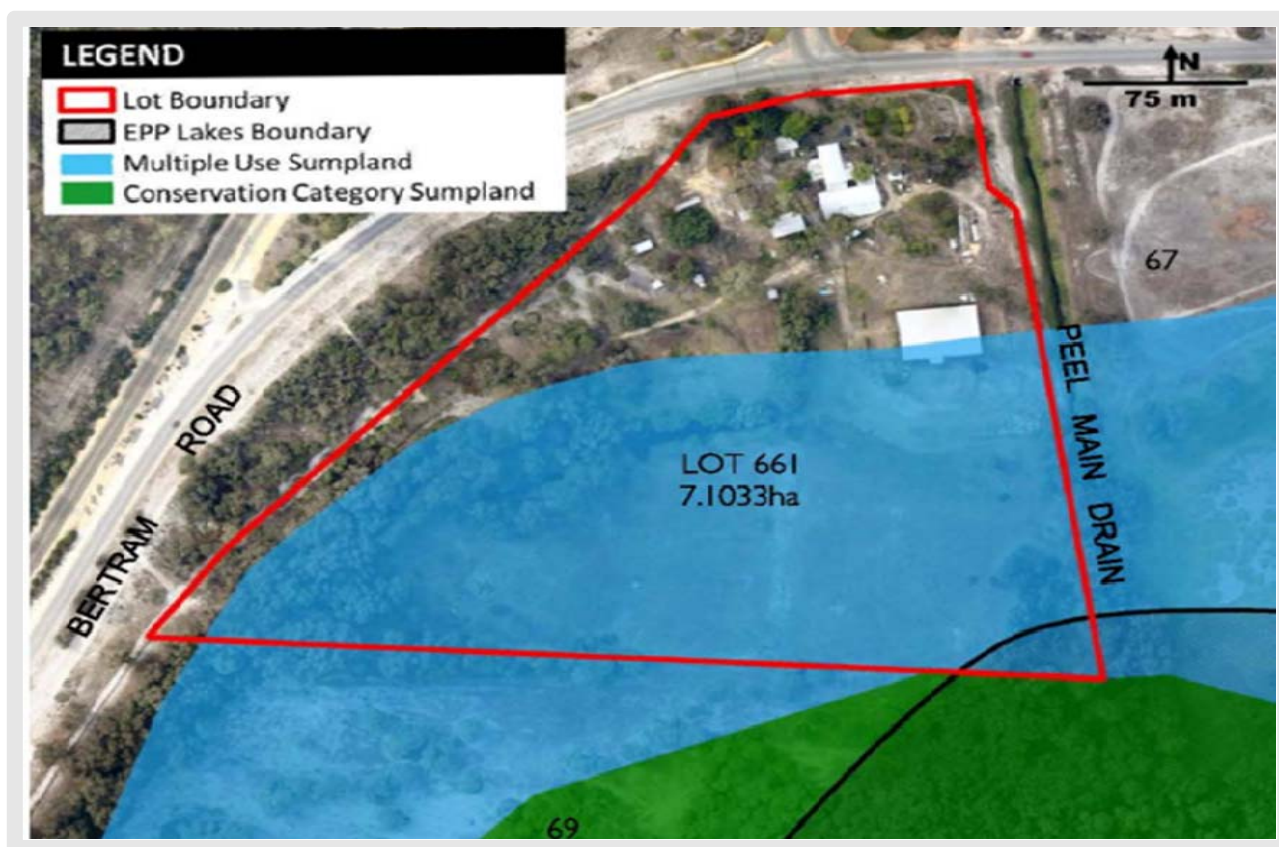 LEGEND
Lot Boundary
EPP Lakes Boundary
Multiple Use Sumpland
Conservation Category Sumpland
N
75 m
67
PEEL MAIN DRAIN
BERTRAM ROAD
LOT 661
7.1033ha
69